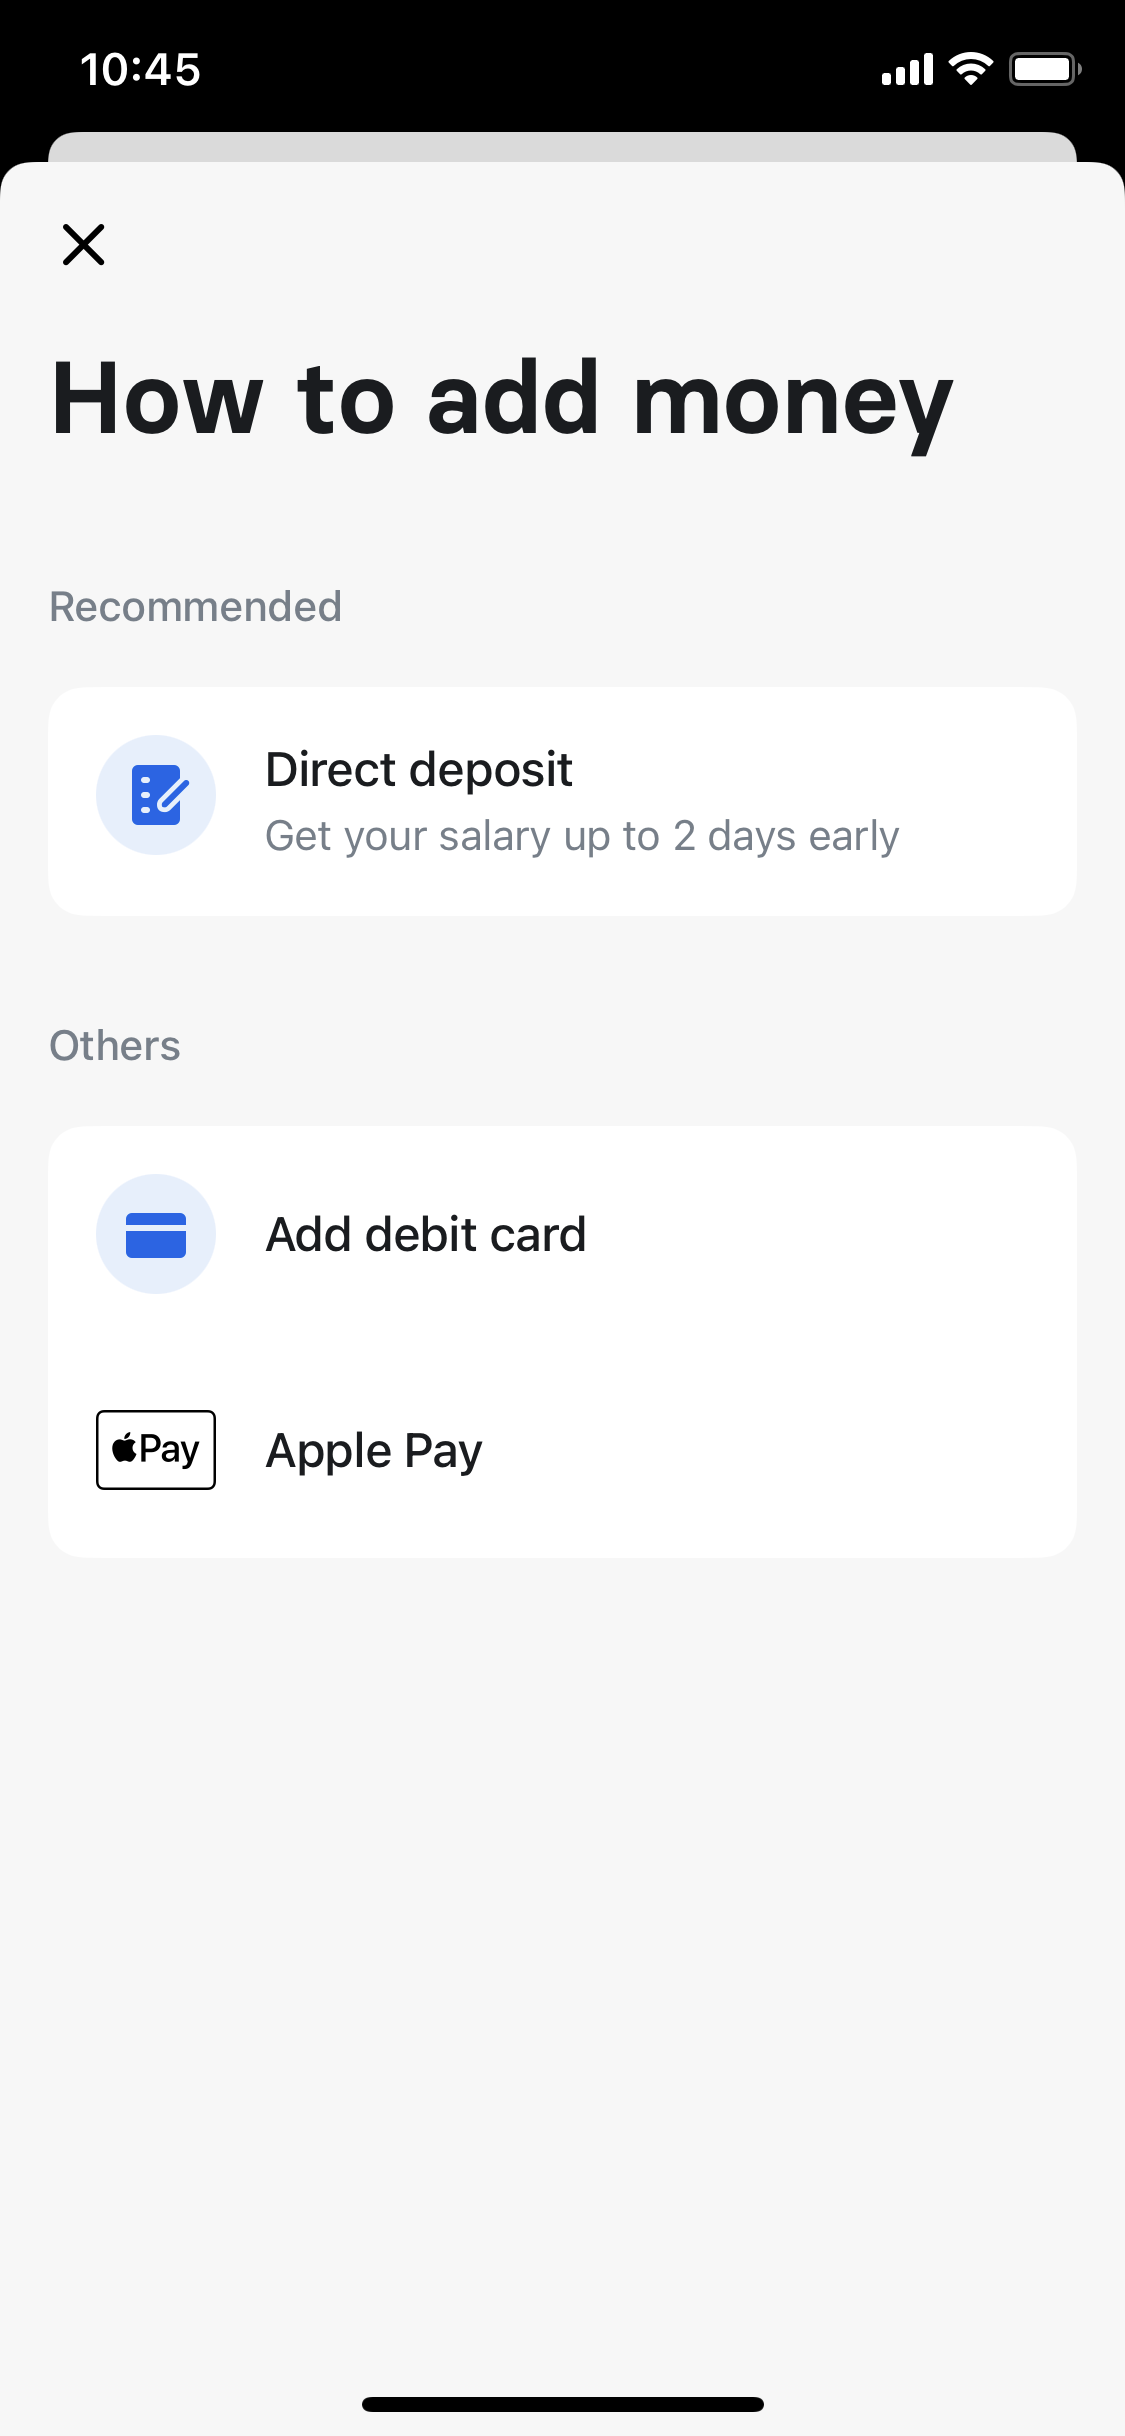 10:45
How to add money
Recommended
Direct deposit
Get your salary up to 2 days early
Others
Add debit card
Pay
Apple Pay